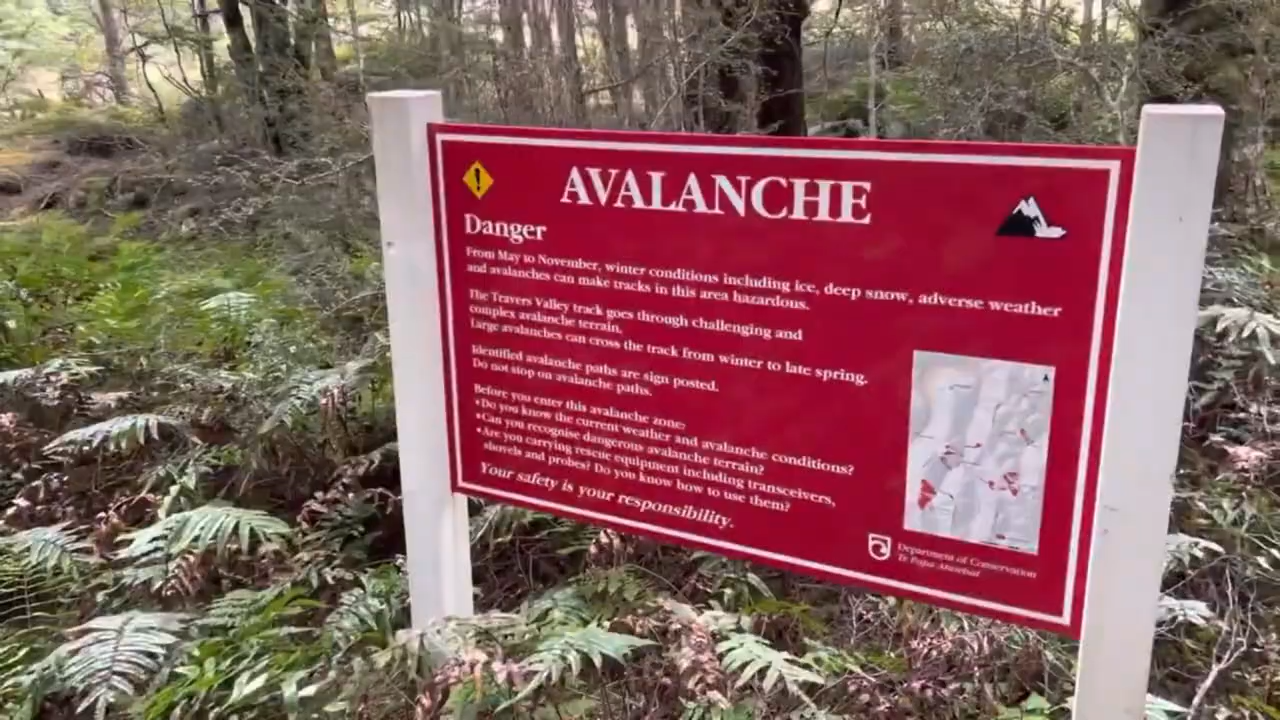 AVALANCHE
Danger
From May to November, winter conditions including ice, deep snow, adverse weather
and avalanches can make tracks in this area hazardous.
The Travers Valley track goes through challenging and
complex avalanche terrain.
Large avalanches can cross the track from winter to late spring.
Identified avalanche paths are sign posted.
Do not stop on avalanche paths.
Before you enter this avalanche zone:
•Do you know the current weather and avalanche conditions?
•Can you recognise dangerous avalanche terrain?
•Are you carrying rescue equipment including transceivers,
shovels and probes? Do you know how to use them?
Your safety is your responsibility.
Department of Conservation
Te Papa Atawhai